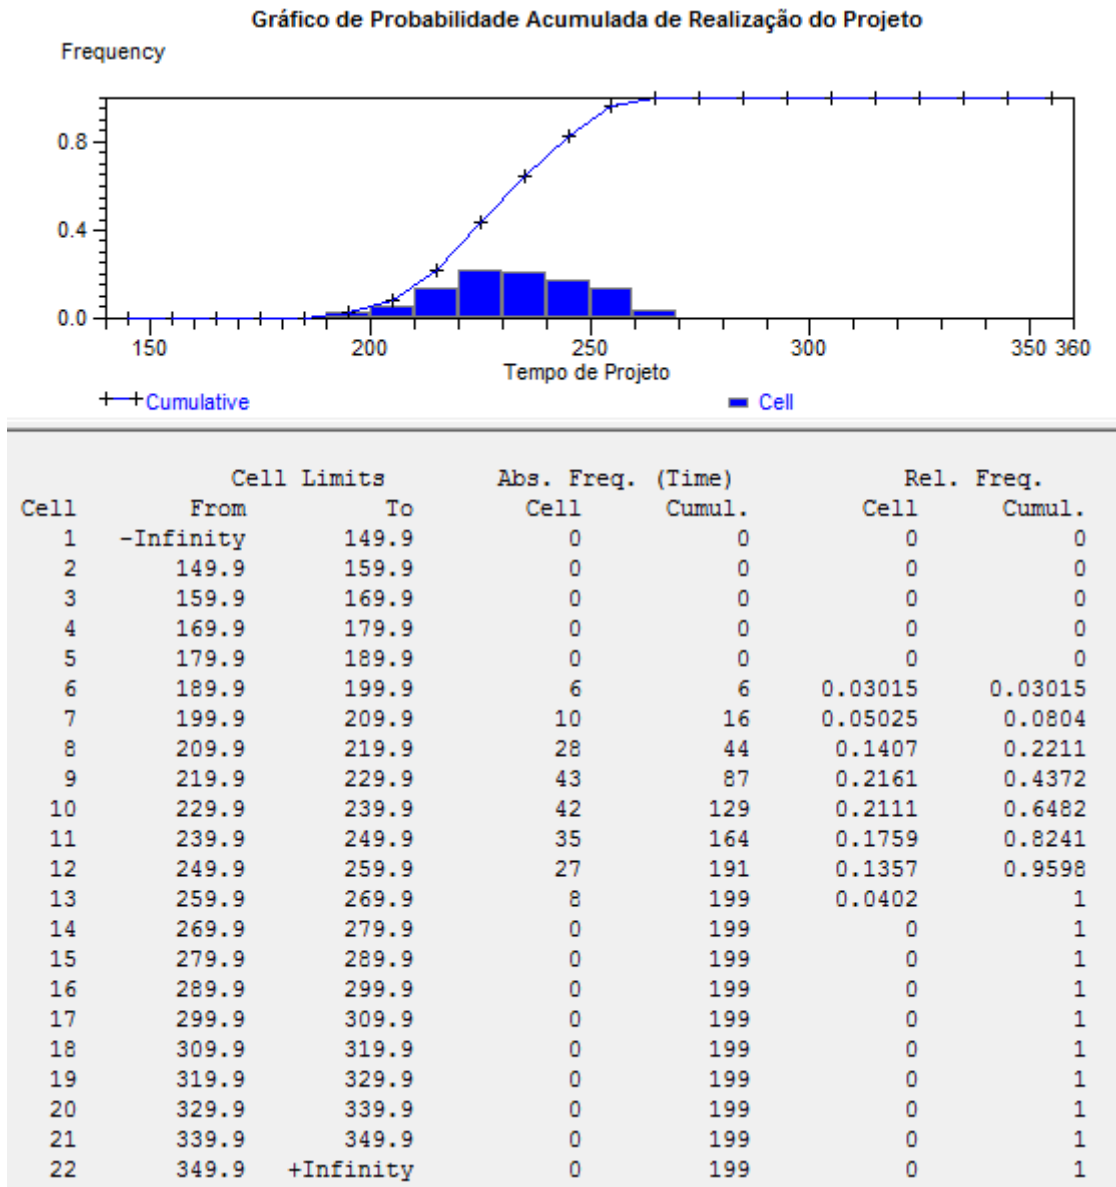 Gráfico de Probabilidade Acumulada de Realização do Projeto
Frequency
0.8
0.4
0.0
150 200 250 300 350 360
Tempo de Projeto
Cumulative Cell
Cell Limits Abs. Freq. (Time) Rel. Freq.
Cell From To Cell Cumul. Cell Cumul.
1 -Infinity 149.9 0 0 0 0
2 149.9 159.9 0 0 0 0
3 159.9 169.9 0 0 0 0
4 169.9 179.9 0 0 0 0
5 179.9 189.9 0 0 0 0
6 189.9 199.9 6 6 0.03015 0.03015
7 199.9 209.9 10 16 0.05025 0.0804
8 209.9 219.9 28 44 0.1407 0.2211
9 219.9 229.9 43 87 0.2161 0.4372
10 229.9 239.9 42 129 0.2111 0.6482
11 239.9 249.9 35 164 0.1759 0.8241
12 249.9 259.9 27 191 0.1357 0.9598
13 259.9 269.9 8 199 0.0402 1
14 269.9 279.9 0 199 0 1
15 279.9 289.9 0 199 0 1
16 289.9 299.9 0 199 0 1
17 299.9 309.9 0 199 0 1
18 309.9 319.9 0 199 0 1
19 319.9 329.9 0 199 0 1
20 329.9 339.9 0 199 0 1
21 339.9 349.9 0 199 0 1
22 349.9 +Infinity 0 199 0 1